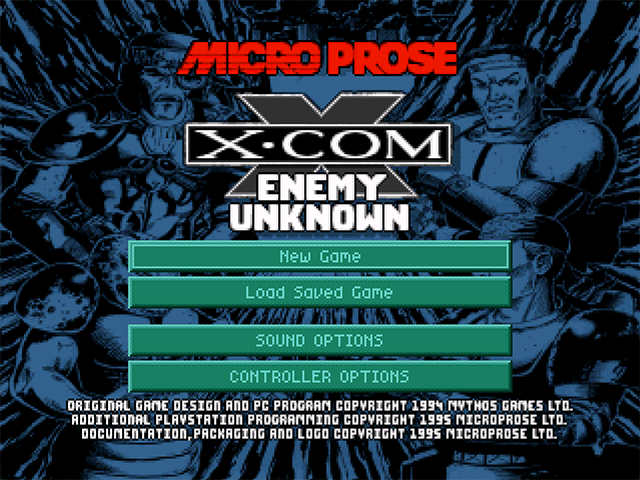 MICRO PROSE
X-COM
ENEMY
UNKNOWN
New Game
Load Saved Game
SOUND OPTIONS
CONTROLLER OPTIONS
ORIGINAL GAME DESIGN AND PC PROGRAM COPYRIGHT 1994 MYTHOS GAMES LTD.
ADDITIONAL PLAYSTATION PROGRAMMING COPYRIGHT 1995 MICROPROSE LTD.
DOCUMENTATION, PACKAGING AND LOGO COPYRIGHT 1995 MICROPROSE LTD.